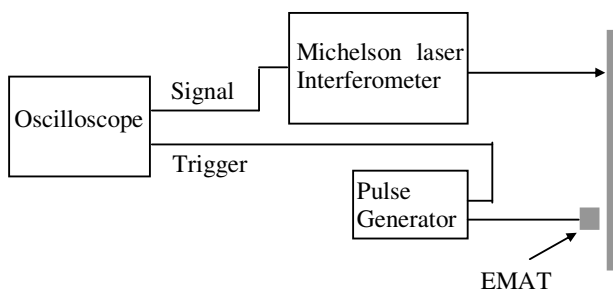 Michelson laser
Interferometer
Signal
Oscilloscope
Trigger
Pulse
Generator
EMAT